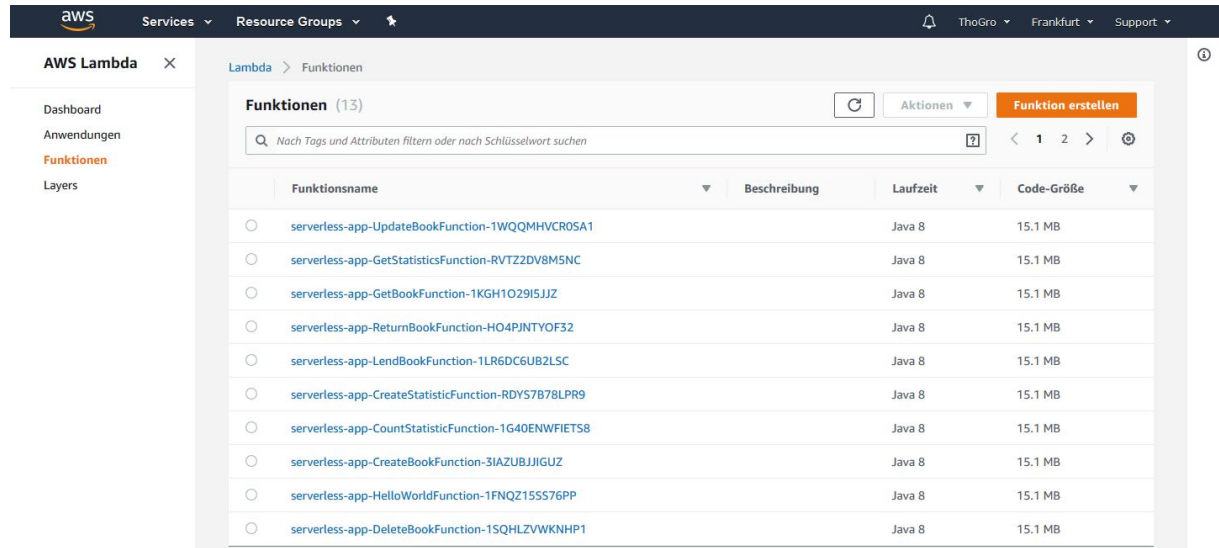 aws Services Resource Groups ThoGro Frankfurt Support
AWS Lambda
Dashboard
Anwendungen
Funktionen
Layers
Lambda > Funktionen
Funktionen (13) Aktionen Funktion erstellen
Nach Tags und Attributen filtern oder nach Schlüsselwort suchen ? < 1 2 >
Funktionsname Beschreibung Laufzeit Code-Größe
serverless-app-UpdateBookFunction-1WQQMHVCR0SA1 Java 8 15.1 MB
serverless-app-GetStatisticsFunction-RVTZ2DV8M5NC Java 8 15.1 MB
serverless-app-GetBookFunction-1KGH1O29I5JJZ Java 8 15.1 MB
serverless-app-ReturnBookFunction-HO4PJNTYOF32 Java 8 15.1 MB
serverless-app-LendBookFunction-1LR6DC6UB2LSC Java 8 15.1 MB
serverless-app-CreateStatisticFunction-RDYS7B78LPR9 Java 8 15.1 MB
serverless-app-CountStatisticFunction-1G40ENWFIETS8 Java 8 15.1 MB
serverless-app-CreateBookFunction-3IAZUBJJIGUZ Java 8 15.1 MB
serverless-app-HelloWorldFunction-1FNQZ15SS76PP Java 8 15.1 MB
serverless-app-DeleteBookFunction-1SQHLZVWKNHP1 Java 8 15.1 MB